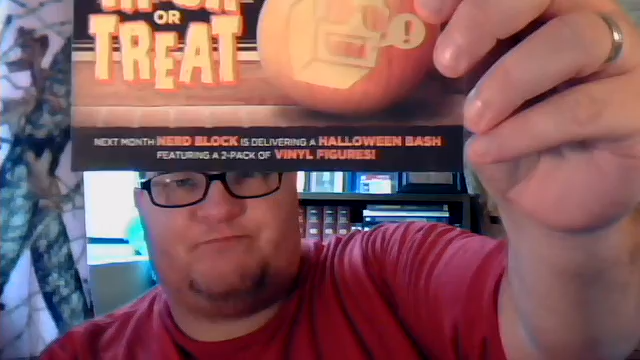 OR
TREAT
!
NEXT MONTH NERD BLOCK IS DELIVERING A HALLOWEEN BASH
FEATURING A 2-PACK OF VINYL FIGURES!